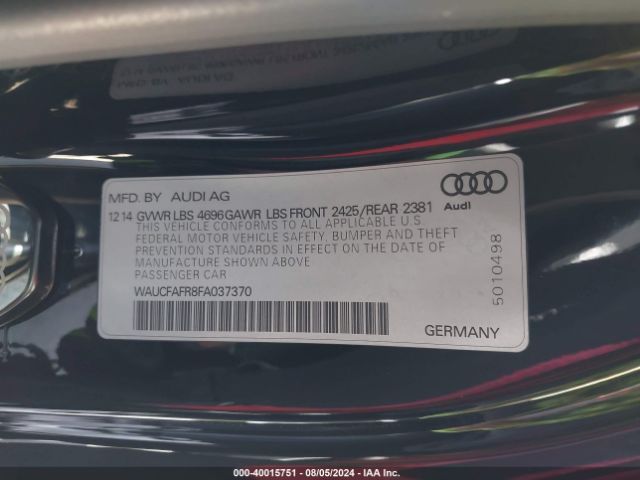 MFD. BY AUDI AG
12 14 GVWR LBS 4696 GAWR LBS FRONT 2425/REAR 2381
THIS VEHICLE CONFORMS TO ALL APPLICABLE U.S.
FEDERAL MOTOR VEHICLE SAFETY, BUMPER AND THEFT
PREVENTION STANDARDS IN EFFECT ON THE DATE OF
MANUFACTURE SHOWN ABOVE
PASSENGER CAR
WAUCFAFR8FA037370
Audi
5010498
GERMANY
000-40015751 - 08/05/2024 - IAA Inc.